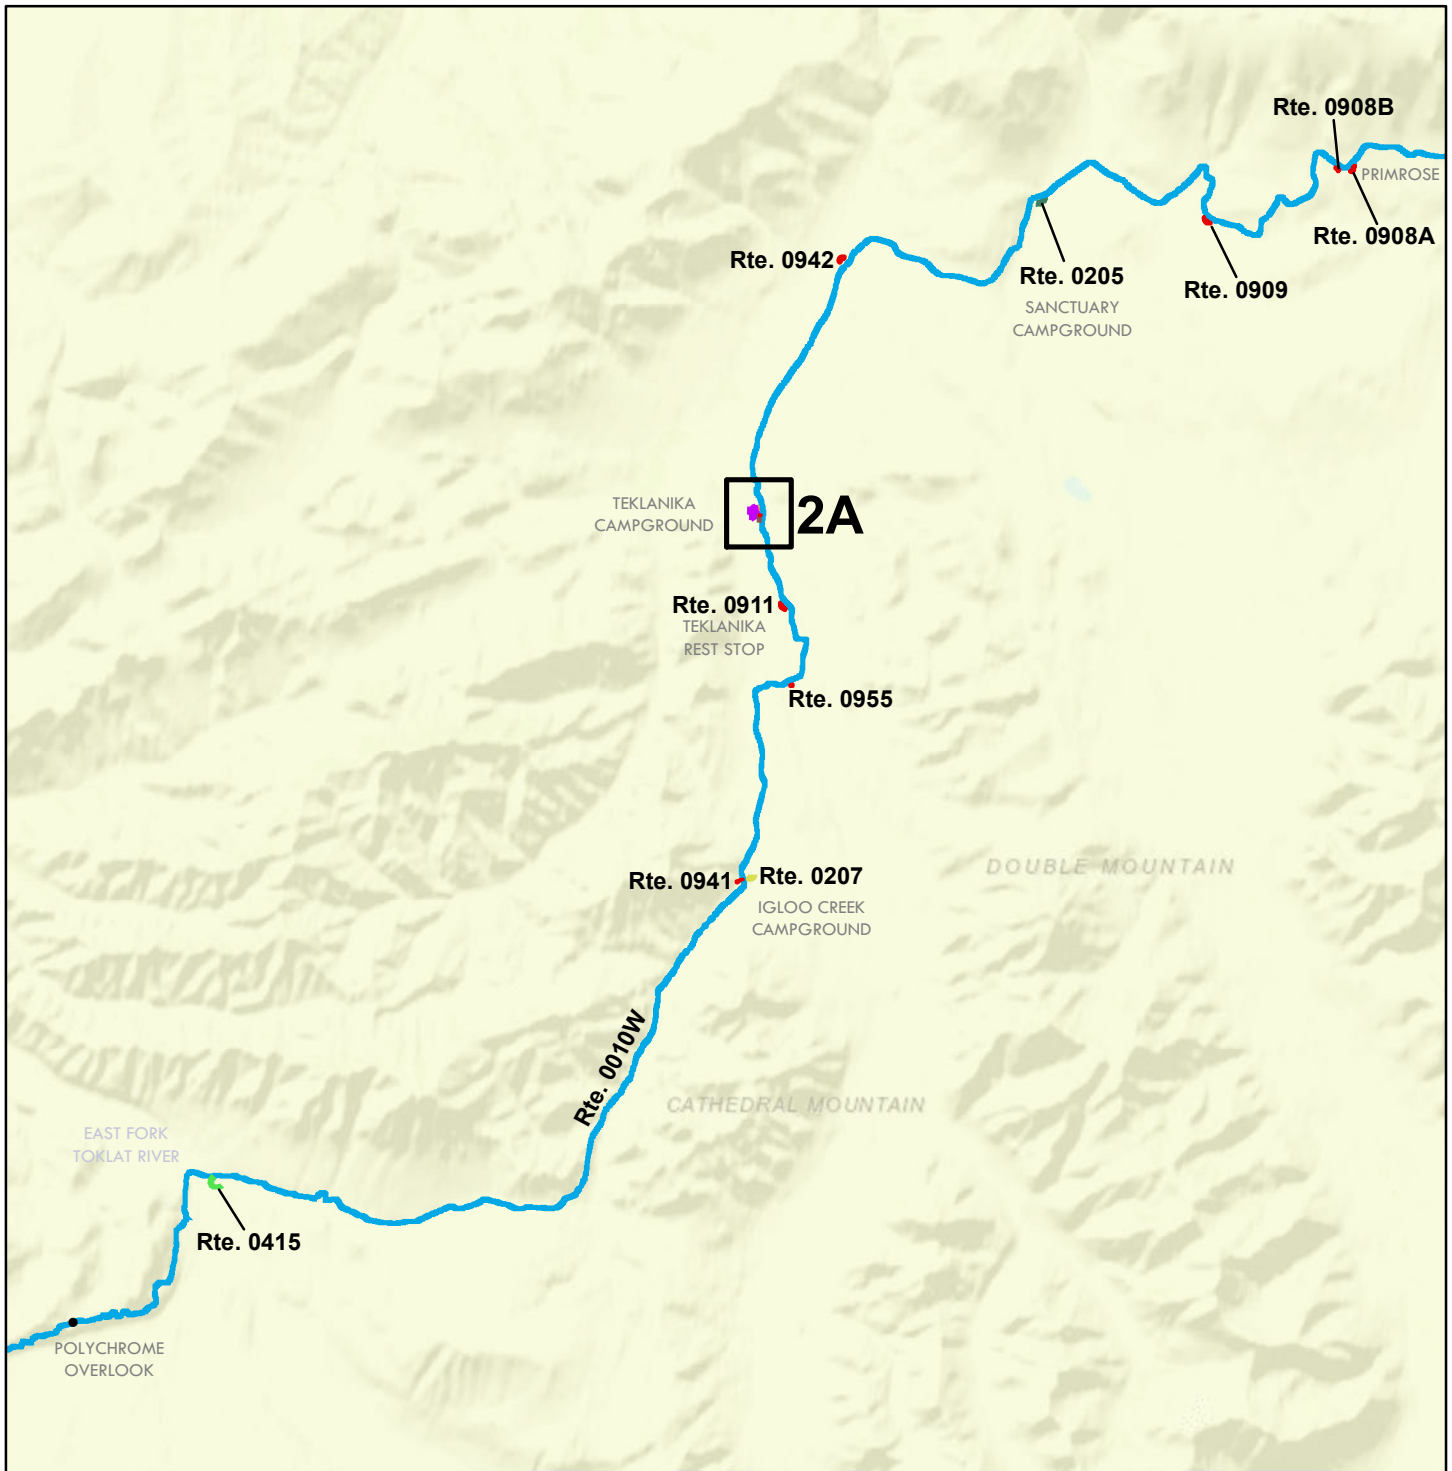 Rte. 0908B
PRIMROSE
Rte. 0908A
Rte. 0942
Rte. 0205
SANCTUARY
CAMPGROUND
Rte. 0909
TEKLANIKA
CAMPGROUND
2A
Rte. 0911
TEKLANIKA
REST STOP
Rte. 0955
DOUBLE MOUNTAIN
Rte. 0941
Rte. 0207
IGLOO CREEK
CAMPGROUND
Rte. 0010W
CATHEDRAL MOUNTAIN
EAST FORK
TOKLAT RIVER
Rte. 0415
POLYCHROME
OVERLOOK